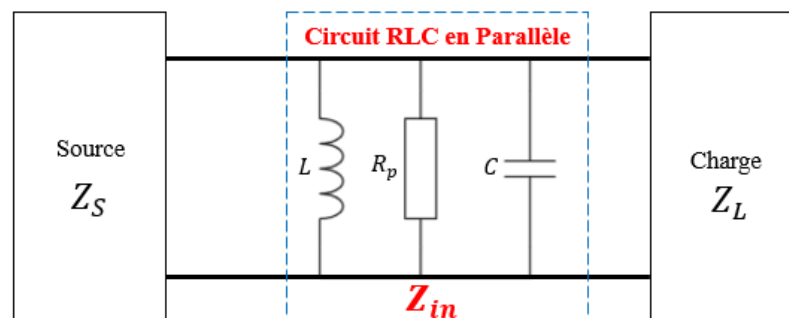 Circuit RLC en Parallèle
Source
Z_S
L
R_p
C
Charge
Z_L
Z_in